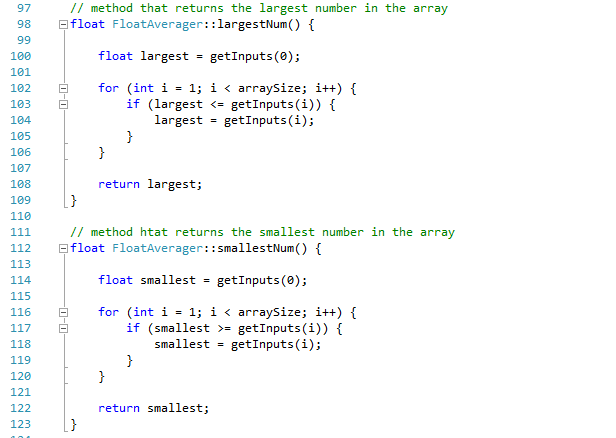 97 // method htat returns the largest number in the array
98 float FloatAverager::largestNum() {
99
100 float largest = getInputs(0);
101
102 for (int i = 1; i < arraySize; i++) {
103 if (largest <= getInputs(i)) {
104 largest = getInputs(i);
105 }
106 }
107
108 return largest;
109 }
110
111 // method htat returns the smallest number in the array
112 float FloatAverager::smallestNum() {
113
114 float smallest = getInputs(0);
115
116 for (int i = 1; i < arraySize; i++) {
117 if (smallest >= getInputs(i)) {
118 smallest = getInputs(i);
119 }
120 }
121
122 return smallest;
123 }